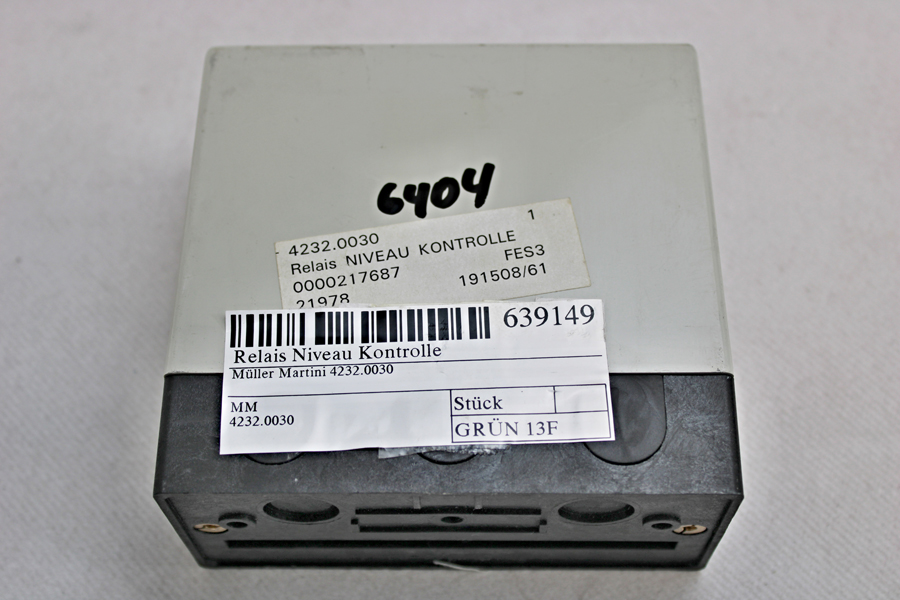 6404
4232.0030 1
Relais NIVEAU KONTROLLE
0000217687 FES3
21978 191508/61
639149
Relais Niveau Kontrolle
Müller Martini 4232.0030
MM
4232.0030
Stück
GRÜN 13F